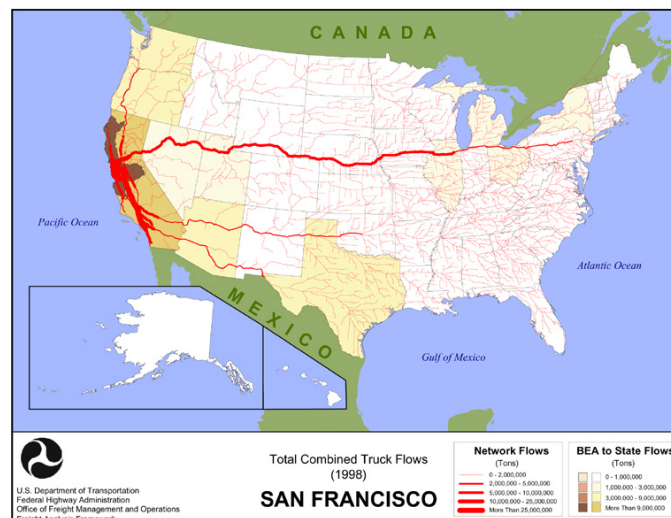 CANADA
Pacific Ocean
Atlantic Ocean
MEXICO
Gulf of Mexico
U.S. Department of Transportation
Federal Highway Administration
Office of Freight Management and Operations
Freight Analysis Framework
Total Combined Truck Flows
(1998)
SAN FRANCISCO
Network Flows
(Tons)
0 - 2,000,000
2,000,000 - 5,000,000
5,000,000 - 10,000,000
10,000,000 - 25,000,000
More Than 25,000,000
BEA to State Flows
(Tons)
0 - 1,000,000
1,000,000 - 3,000,000
3,000,000 - 9,000,000
More Than 9,000,000